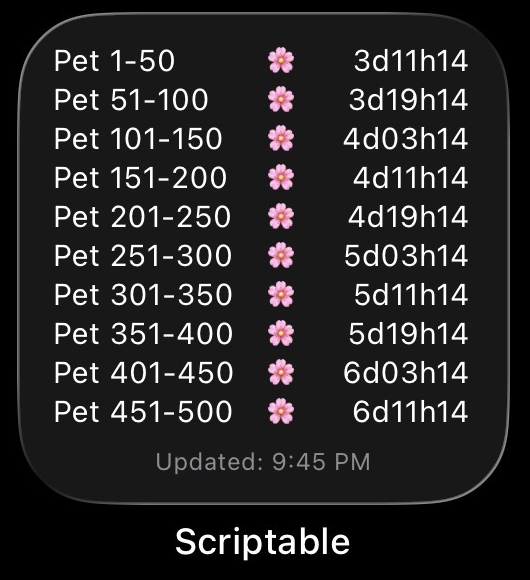 Pet 1-50 🌸 3d11h14
Pet 51-100 🌸 3d19h14
Pet 101-150 🌸 4d03h14
Pet 151-200 🌸 4d11h14
Pet 201-250 🌸 4d19h14
Pet 251-300 🌸 5d03h14
Pet 301-350 🌸 5d11h14
Pet 351-400 🌸 5d19h14
Pet 401-450 🌸 6d03h14
Pet 451-500 🌸 6d11h14
Updated: 9:45 PM
Scriptable